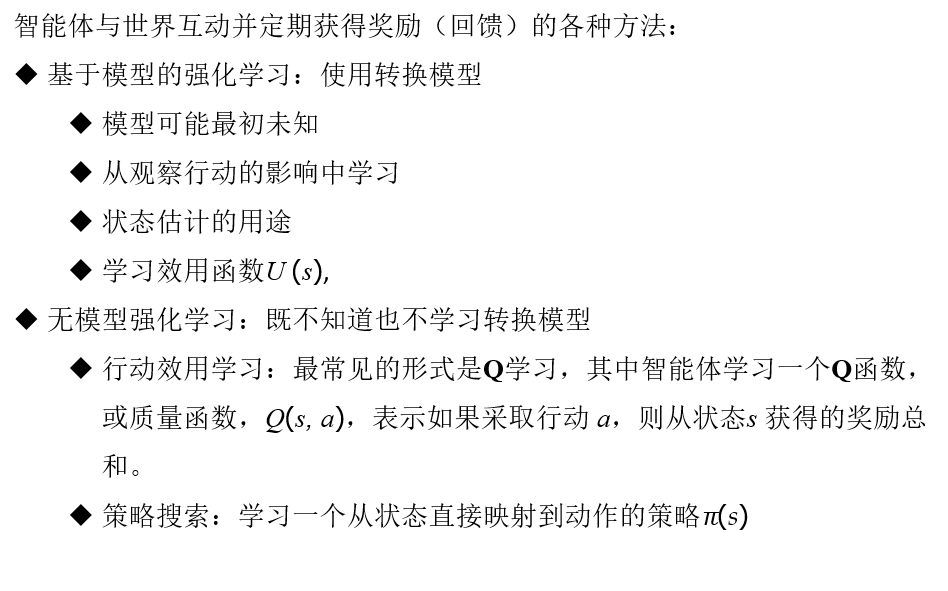 智能体与世界互动并定期获得奖励（回馈）的各种方法：
◆ 基于模型的强化学习：使用转换模型
◆ 模型可能最初未知
◆ 从观察行动的影响中学习
◆ 状态估计的用途
◆ 学习效用函数U (s),
◆ 无模型强化学习：既不知道也不学习转换模型
◆ 行动效用学习：最常见的形式是Q学习，其中智能体学习一个Q函数，
或质量函数，Q(s, a)，表示如果采取行动 a，则从状态s 获得的奖励总
和。
◆ 策略搜索：学习一个从状态直接映射到动作的策略π(s)